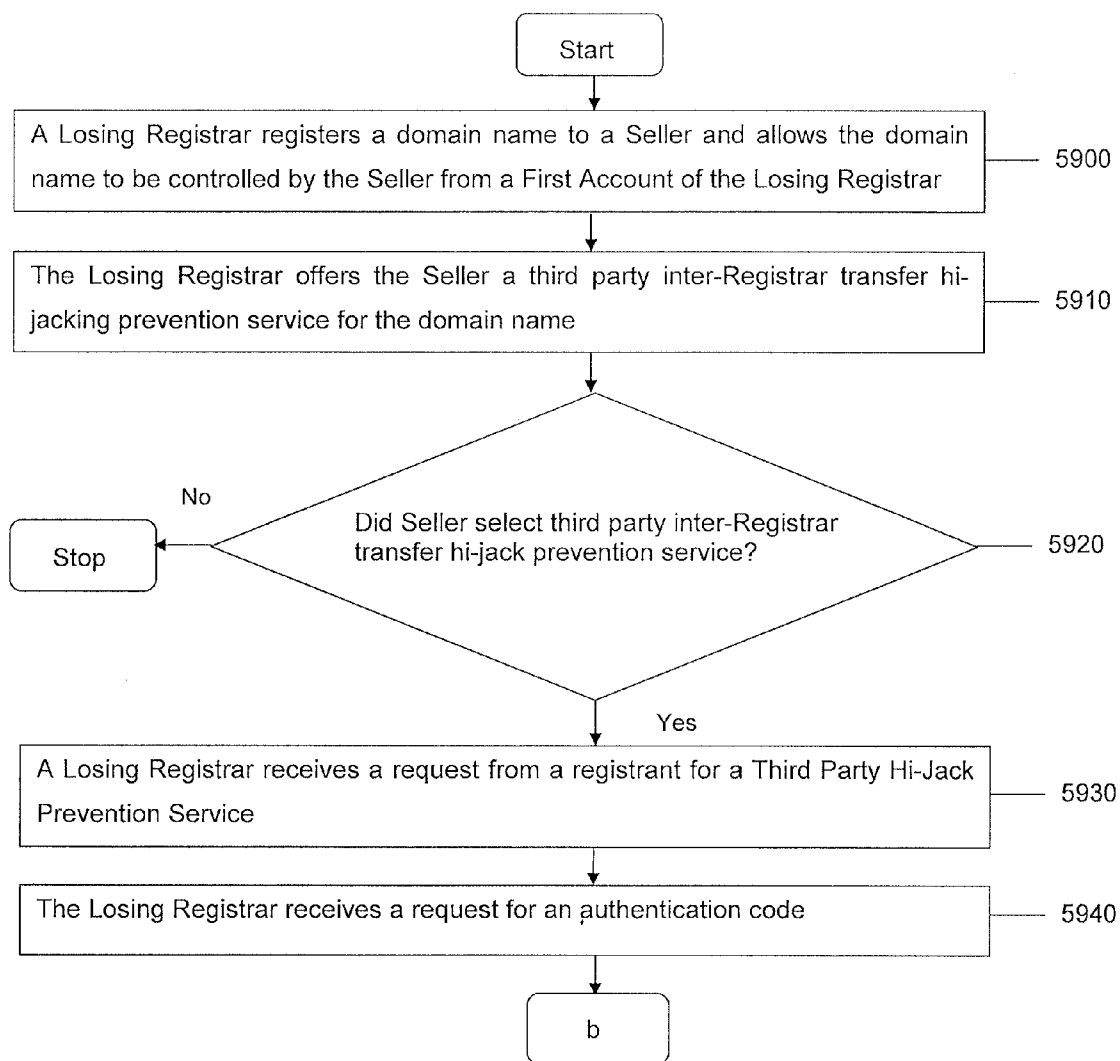 Start
A Losing Registrar registers a domain name to a Seller and allows the domain
name to be controlled by the Seller from a First Account of the Losing Registrar
5900
The Losing Registrar offers the Seller a third party inter-Registrar transfer hi-
jacking prevention service for the domain name
5910
No
Did Seller select third party inter-Registrar
transfer hi-jack prevention service?
Stop
5920
Yes
A Losing Registrar receives a request from a registrant for a Third Party Hi-Jack
Prevention Service
5930
The Losing Registrar receives a request for an authentication code
5940
b